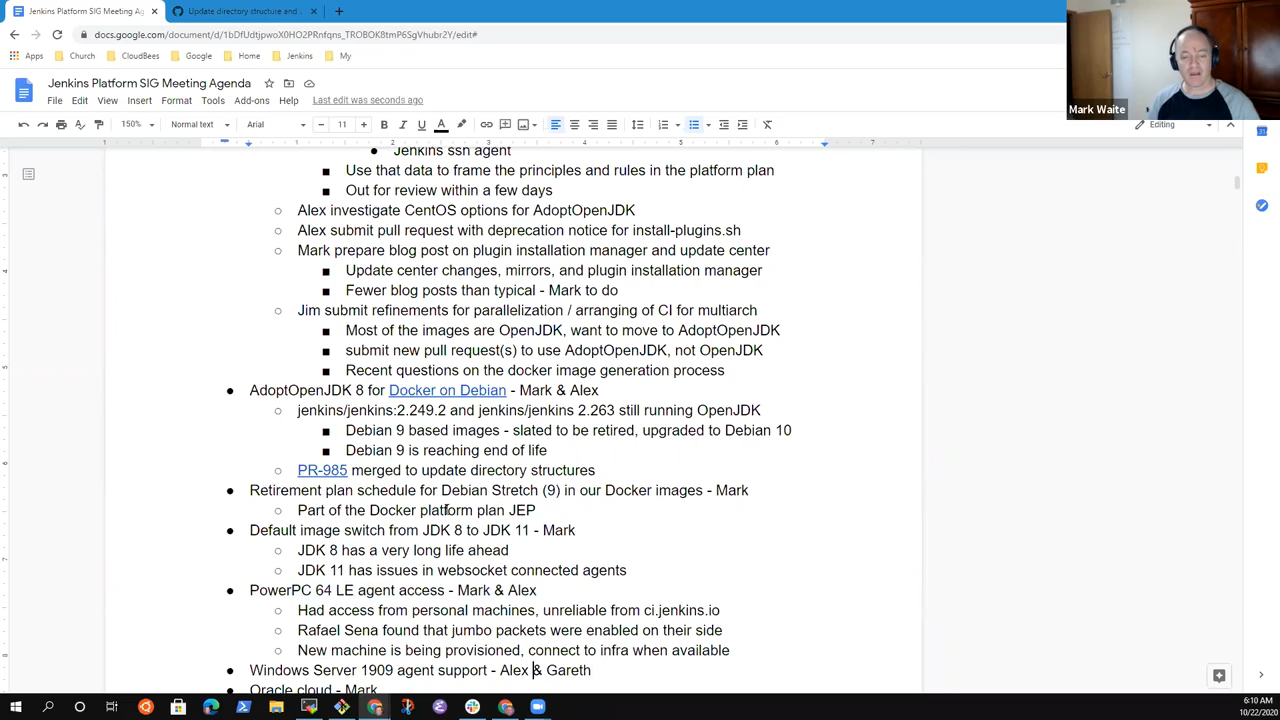 Jenkins Platform SIG Meeting Ag
Update directory structure and
docs.google.com/document/d/1bDfUdtjpwoX0HO2PRnfqns_TROBOK8tmP6SgVhubr2Y/edit#
Apps Church CloudBees Google Home Jenkins My
Jenkins Platform SIG Meeting Agenda
File Edit View Insert Format Tools Add-ons Help Last edit was seconds ago
150% Normal text Arial 11 Editing
Mark Waite
Jenkins ssh agent
Use that data to frame the principles and rules in the platform plan
Out for review within a few days
Alex investigate CentOS options for AdoptOpenJDK
Alex submit pull request with deprecation notice for install-plugins.sh
Mark prepare blog post on plugin installation manager and update center
Update center changes, mirrors, and plugin installation manager
Fewer blog posts than typical - Mark to do
Jim submit refinements for parallelization / arranging of CI for multiarch
Most of the images are OpenJDK, want to move to AdoptOpenJDK
submit new pull request(s) to use AdoptOpenJDK, not OpenJDK
Recent questions on the docker image generation process
AdoptOpenJDK 8 for Docker on Debian - Mark & Alex
jenkins/jenkins:2.249.2 and jenkins/jenkins 2.263 still running OpenJDK
Debian 9 based images - slated to be retired, upgraded to Debian 10
Debian 9 is reaching end of life
PR-985 merged to update directory structures
Retirement plan schedule for Debian Stretch (9) in our Docker images - Mark
Part of the Docker platform plan JEP
Default image switch from JDK 8 to JDK 11 - Mark
JDK 8 has a very long life ahead
JDK 11 has issues in websocket connected agents
PowerPC 64 LE agent access - Mark & Alex
Had access from personal machines, unreliable from ci.jenkins.io
Rafael Sena found that jumbo packets were enabled on their side
New machine is being provisioned, connect to infra when available
Windows Server 1909 agent support - Alex & Gareth
Oracle cloud - Mark
6:10 AM
10/22/2020